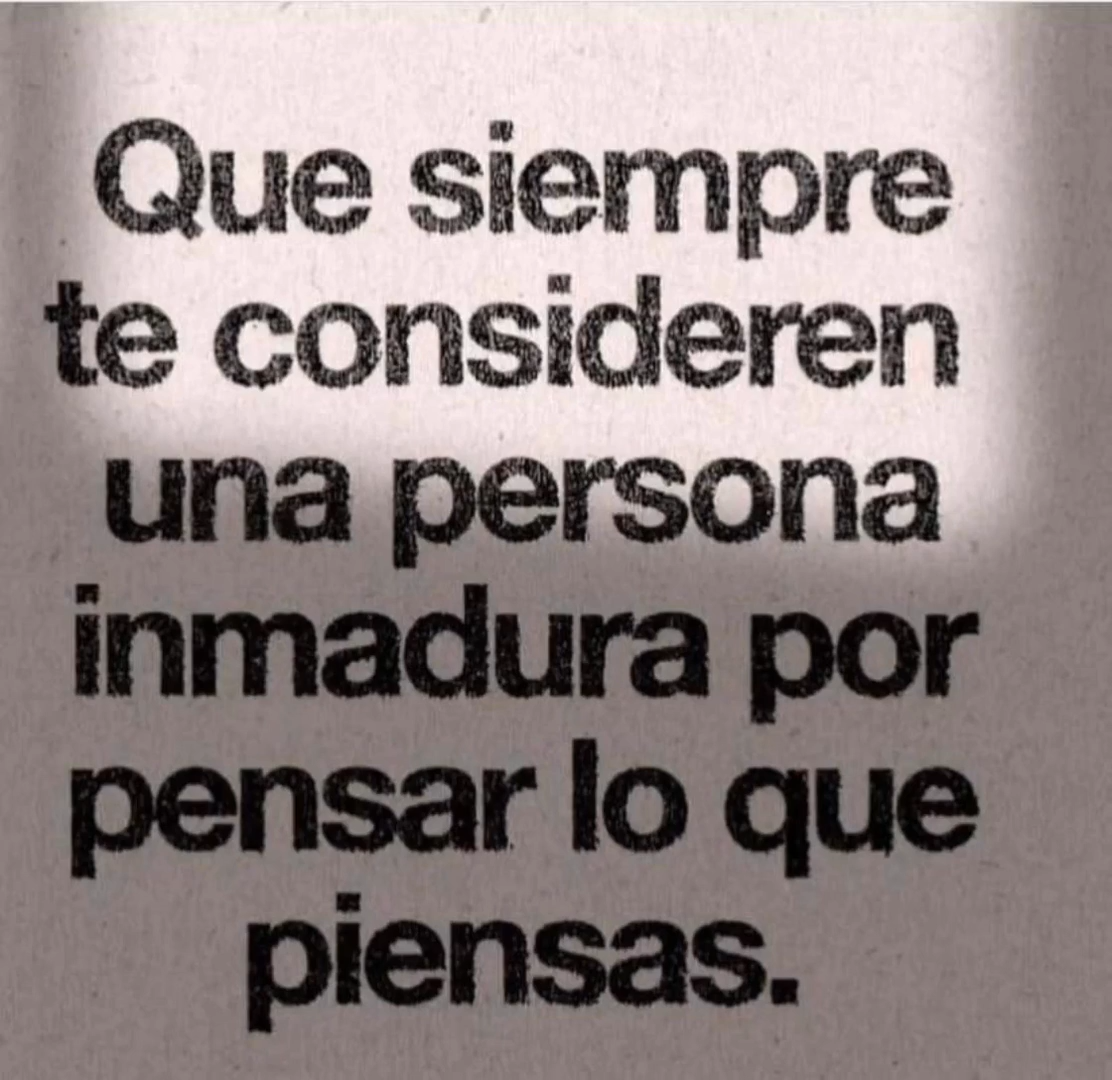 Que siempre
te consideren
una persona
inmadura por
pensar lo que
piensas.